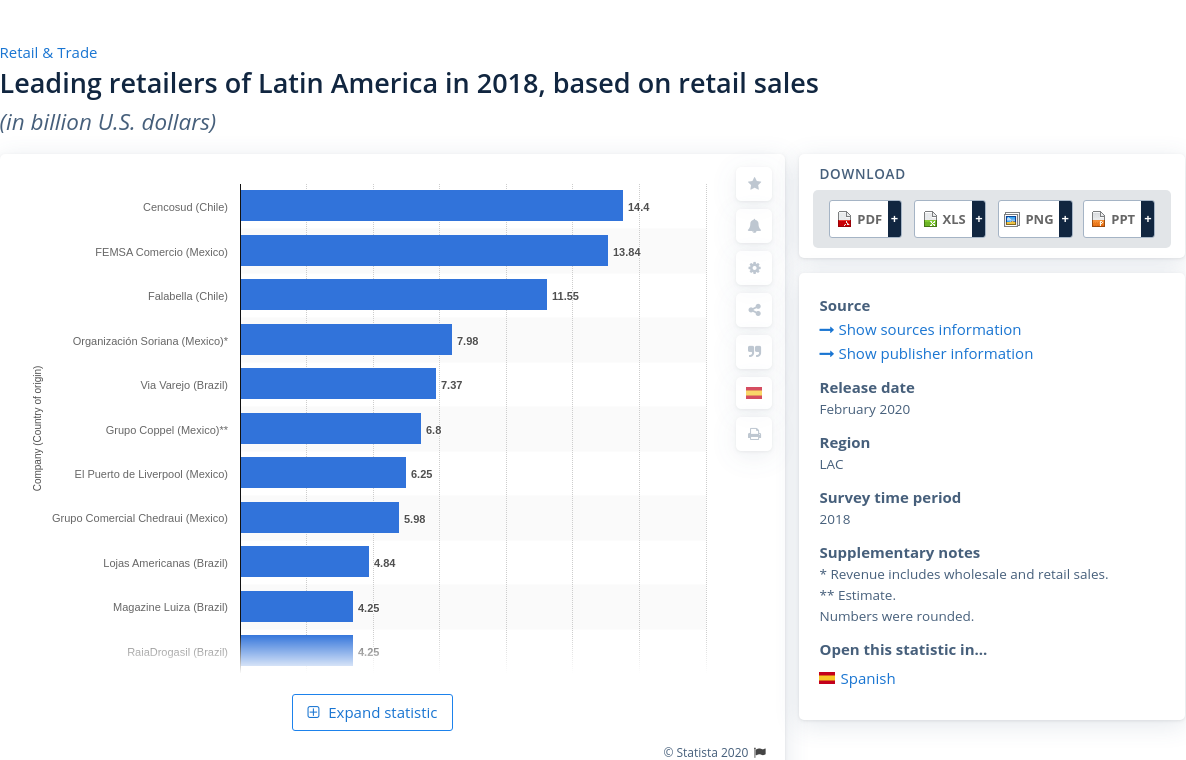 Retail & Trade
Leading retailers of Latin America in 2018, based on retail sales
(in billion U.S. dollars)
Company (Country of origin)
Cencosud (Chile) 14.4
FEMSA Comercio (Mexico) 13.84
Falabella (Chile) 11.55
Organización Soriana (Mexico)* 7.98
Via Varejo (Brazil) 7.37
Grupo Coppel (Mexico)** 6.8
El Puerto de Liverpool (Mexico) 6.25
Grupo Comercial Chedraui (Mexico) 5.98
Lojas Americanas (Brazil) 4.84
Magazine Luiza (Brazil) 4.25
RaiaDrogasil (Brazil) 4.25
Expand statistic
© Statista 2020
DOWNLOAD
PDF + XLS + PNG + PPT +
Source
Show sources information
Show publisher information
Release date
February 2020
Region
LAC
Survey time period
2018
Supplementary notes
* Revenue includes wholesale and retail sales.
** Estimate.
Numbers were rounded.
Open this statistic in...
Spanish